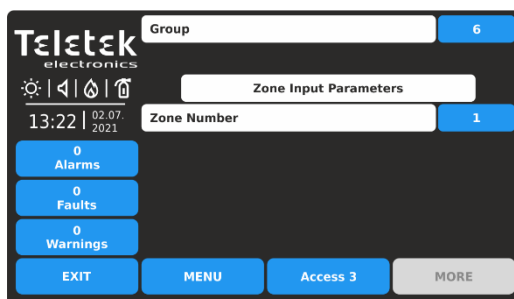 Teletek
electronics
13:22
02.07.
2021
0
Alarms
0
Faults
0
Warnings
EXIT
Group
6
Zone Input Parameters
Zone Number
1
MENU
Access 3
MORE